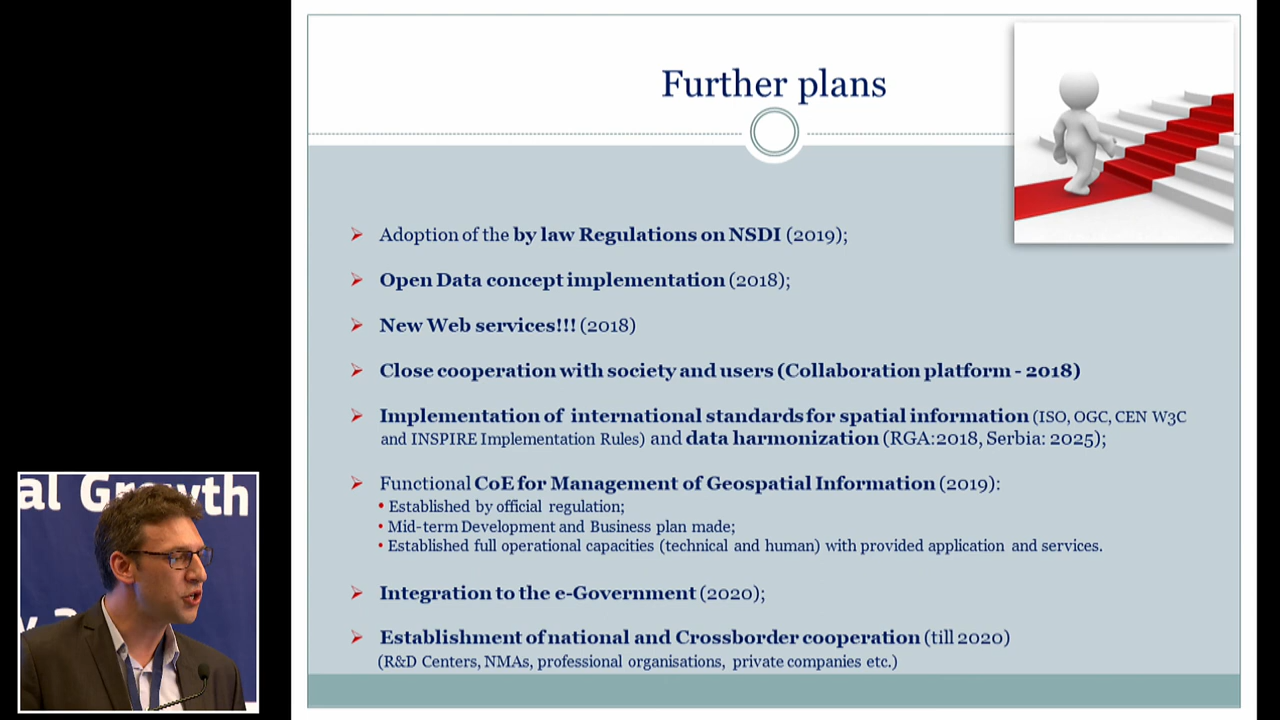 Further plans
Adoption of the by law Regulations on NSDI (2019);
Open Data concept implementation (2018);
New Web services!!! (2018)
Close cooperation with society and users (Collaboration platform - 2018)
Implementation of international standards for spatial information (ISO, OGC, CEN W3C
and INSPIRE Implementation Rules) and data harmonization (RGA:2018, Serbia: 2025);
Functional CoE for Management of Geospatial Information (2019):
• Established by official regulation;
• Mid-term Development and Business plan made;
• Established full operational capacities (technical and human) with provided application and services.
Integration to the e-Government (2020);
Establishment of national and Crossborder cooperation (till 2020)
(R&D Centers, NMAs, professional organisations, private companies etc.)
al Growth